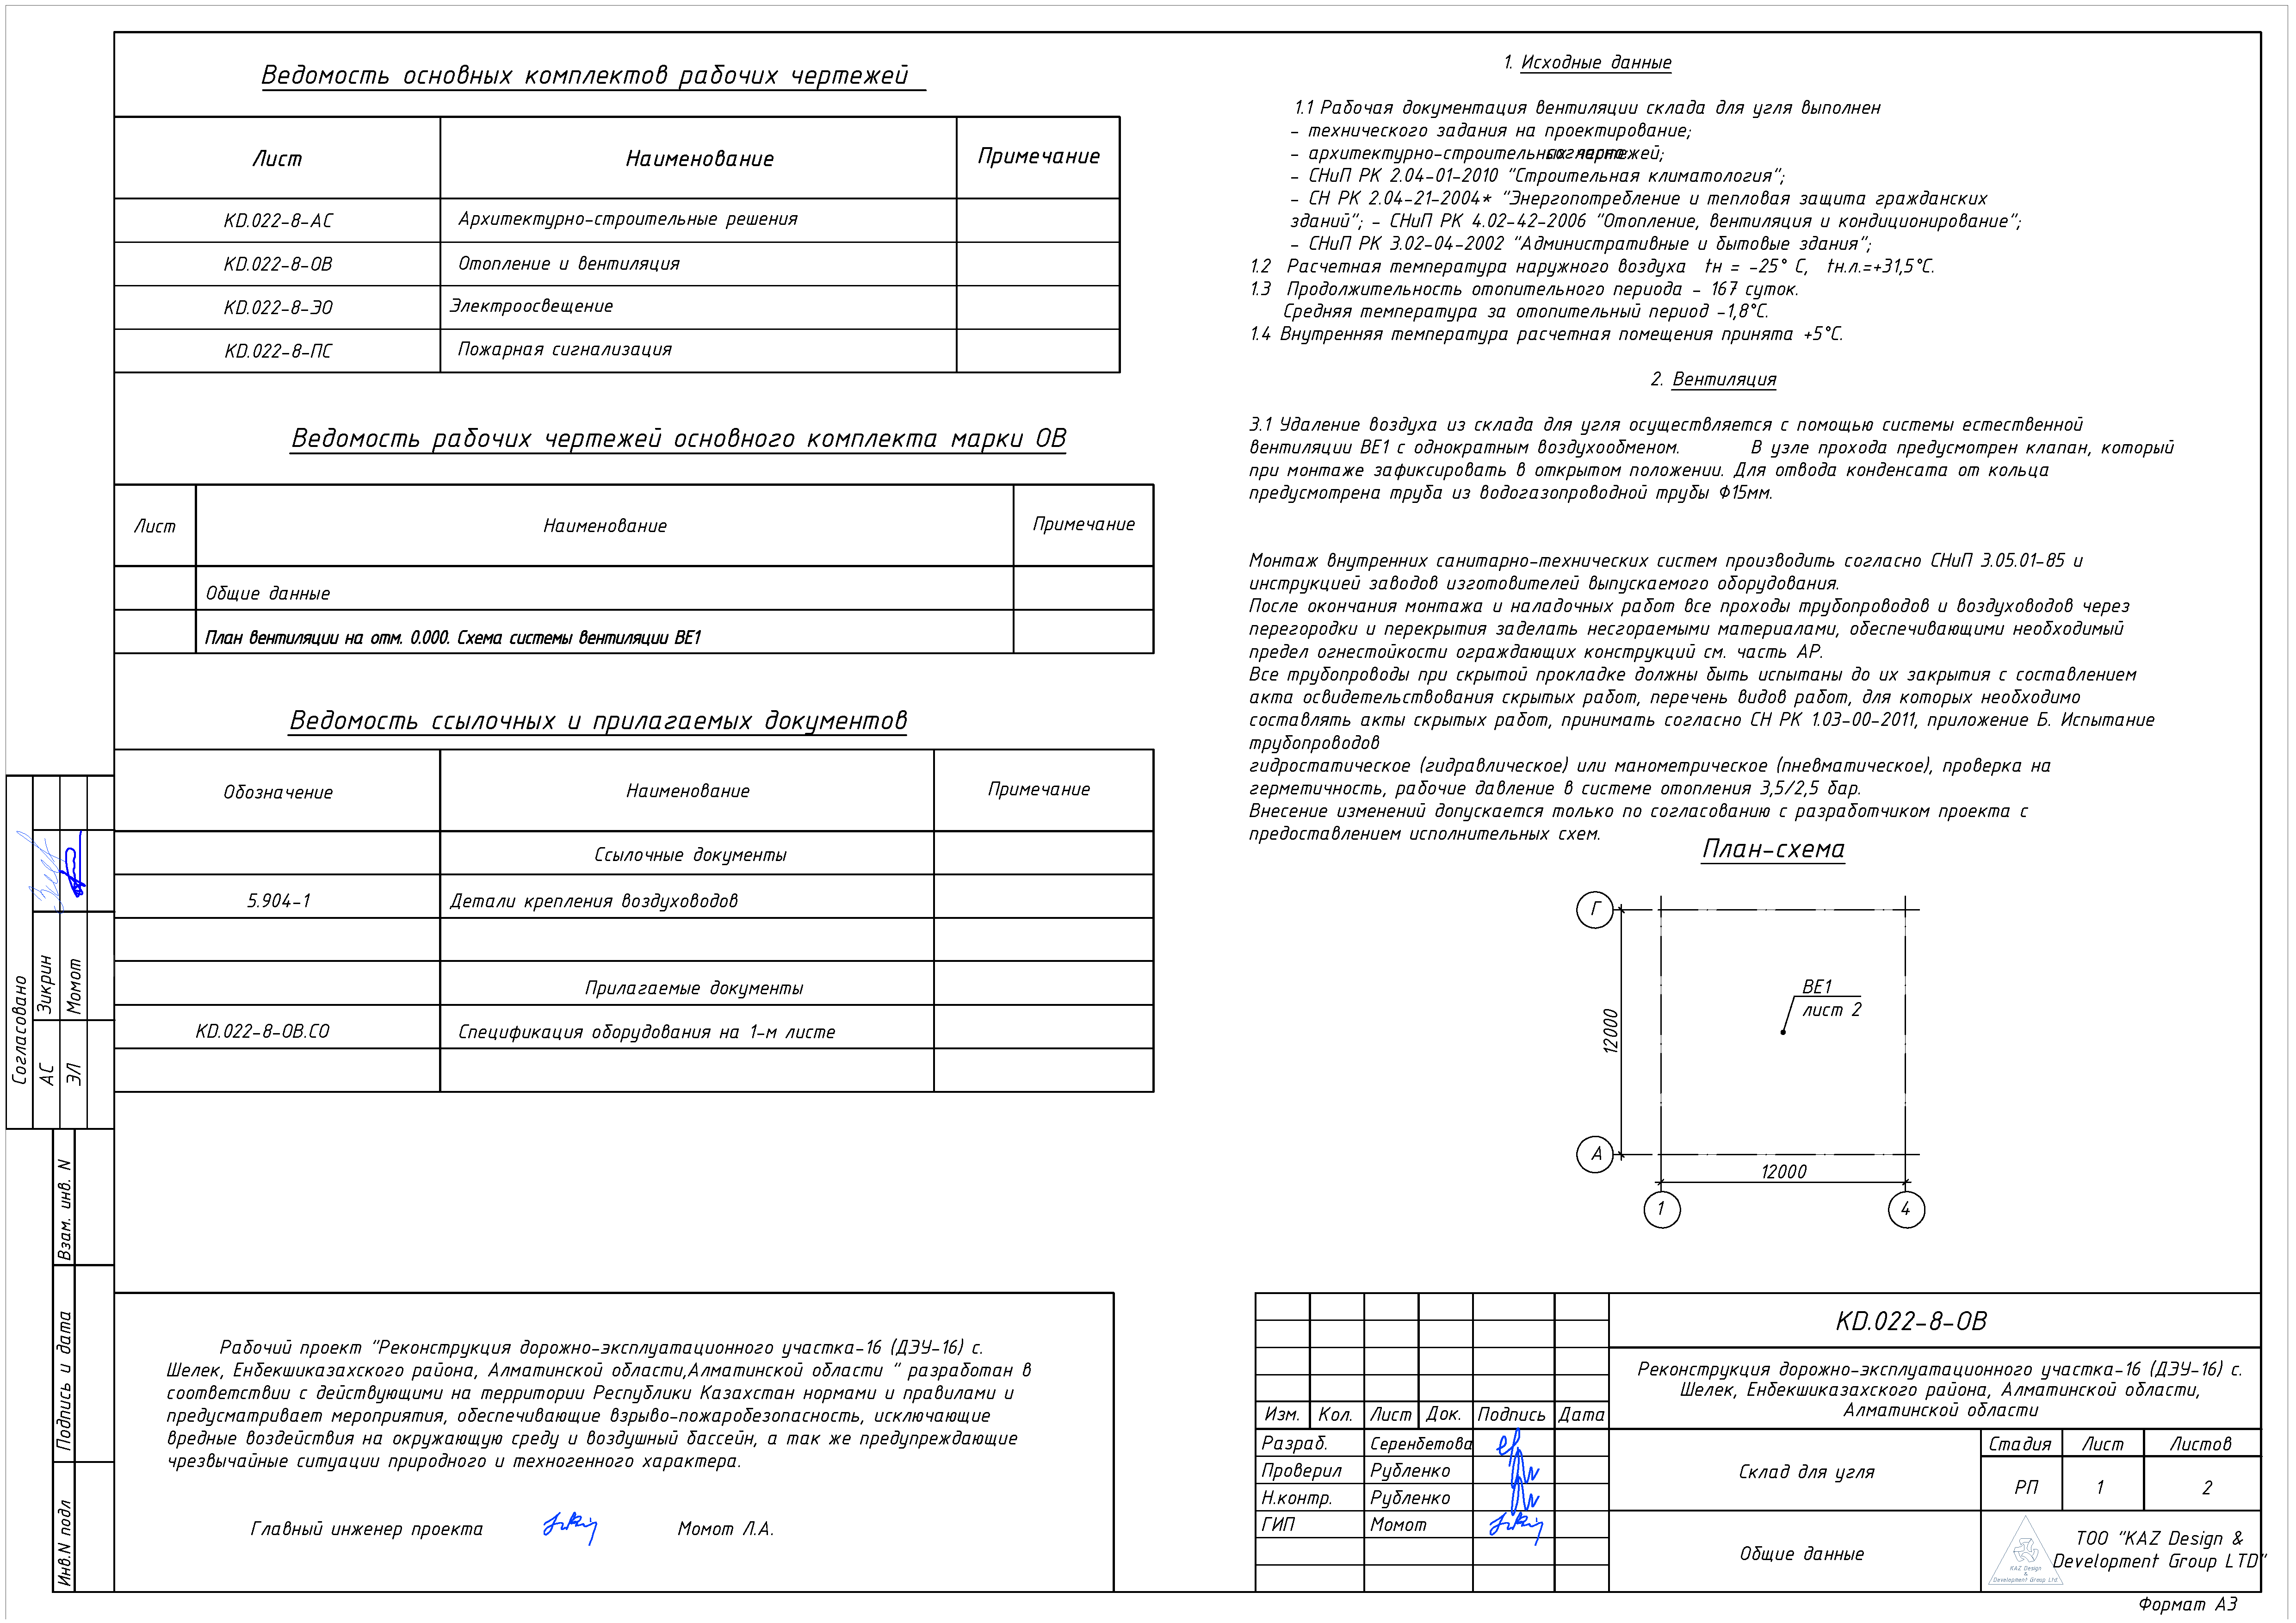 Ведомость основных комплектов рабочих чертежей
Лист Наименование Примечание
KD.022-8-АС Архитектурно-строительные решения
KD.022-8-ОВ Отопление и вентиляция
KD.022-8-ЭО Электроосвещение
KD.022-8-ПС Пожарная сигнализация
Ведомость рабочих чертежей основного комплекта марки ОВ
Лист Наименование Примечание
Общие данные
План вентиляции на отм. 0.000. Схема системы вентиляции ВЕ1
Ведомость ссылочных и прилагаемых документов
Обозначение Наименование Примечание
Ссылочные документы
5.904-1 Детали крепления воздуховодов
Прилагаемые документы
KD.022-8-ОВ.СО Спецификация оборудования на 1-м листе
Рабочий проект "Реконструкция дорожно-эксплуатационного участка-16 (ДЭУ-16) с.
Шелек, Енбекшиказахского района, Алматинской области,Алматинской области " разработан в
соответствии с действующими на территории Республики Казахстан нормами и правилами и
предусматривает мероприятия, обеспечивающие взрыво-пожаробезопасность, исключающие
вредные воздействия на окружающую среду и воздушный бассейн, а так же предупреждающие
чрезвычайные ситуации природного и техногенного характера.
Главный инженер проекта Момот Л.А.
Согласовано
АС Зикрин
ЭЛ Момот
Взам. инв. N
Подпись и дата
Инв.N подл
1. Исходные данные
1.1 Рабочая документация вентиляции склада для угля выполнен
- технического задания на проектирование;
- архитектурно-строительных чертежей;
согласно:
- СНиП РК 2.04-01-2010 "Строительная климатология";
- СН РК 2.04-21-2004* "Энергопотребление и тепловая защита гражданских
зданий"; - СНиП РК 4.02-42-2006 "Отопление, вентиляция и кондиционирование";
- СНиП РК 3.02-04-2002 "Административные и бытовые здания";
1.2 Расчетная температура наружного воздуха tн = -25° С, tн.л.=+31,5°С.
1.3 Продолжительность отопительного периода - 167 суток.
Средняя температура за отопительный период -1,8°С.
1.4 Внутренняя температура расчетная помещения принята +5°С.
2. Вентиляция
3.1 Удаление воздуха из склада для угля осуществляется с помощью системы естественной
вентиляции ВЕ1 с однократным воздухообменом. В узле прохода предусмотрен клапан, который
при монтаже зафиксировать в открытом положении. Для отвода конденсата от кольца
предусмотрена труба из водогазопроводной трубы Ф15мм.
Монтаж внутренних санитарно-технических систем производить согласно СНиП 3.05.01-85 и
инструкцией заводов изготовителей выпускаемого оборудования.
После окончания монтажа и наладочных работ все проходы трубопроводов и воздуховодов через
перегородки и перекрытия заделать несгораемыми материалами, обеспечивающими необходимый
предел огнестойкости ограждающих конструкций см. часть АР.
Все трубопроводы при скрытой прокладке должны быть испытаны до их закрытия с составлением
акта освидетельствования скрытых работ, перечень видов работ, для которых необходимо
составлять акты скрытых работ, принимать согласно СН РК 1.03-00-2011, приложение Б. Испытание
трубопроводов
гидростатическое (гидравлическое) или манометрическое (пневматическое), проверка на
герметичность, рабочие давление в системе отопления 3,5/2,5 бар.
Внесение изменений допускается только по согласованию с разработчиком проекта с
предоставлением исполнительных схем.
План-схема
Г
ВЕ1
лист 2
12000
А
12000
1 4
KD.022-8-ОВ
Реконструкция дорожно-эксплуатационного участка-16 (ДЭУ-16) с.
Шелек, Енбекшиказахского района, Алматинской области,
Алматинской области
Изм. Кол. Лист Док. Подпись Дата
Разраб. Серенбетова
Проверил Рубленко
Н.контр. Рубленко
ГИП Момот
Склад для угля
Стадия Лист Листов
РП 1 2
Общие данные
KAZ Design
&
Development Group Ltd
ТОО "KAZ Design &
Development Group LTD"
Формат А3